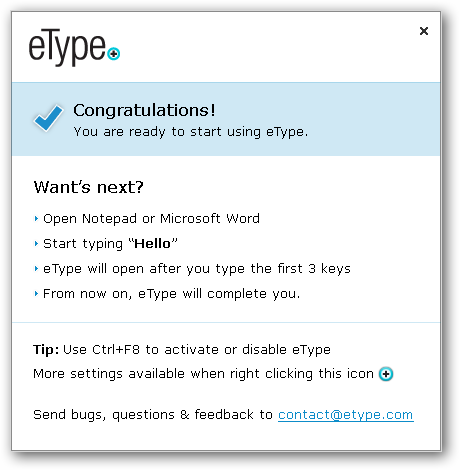 eType
Congratulations!
You are ready to start using eType.
Want's next?
Open Notepad or Microsoft Word
Start typing “Hello”
eType will open after you type the first 3 keys
From now on, eType will complete you.
Tip: Use Ctrl+F8 to activate or disable eType
More settings available when right clicking this icon
Send bugs, questions & feedback to contact@etype.com